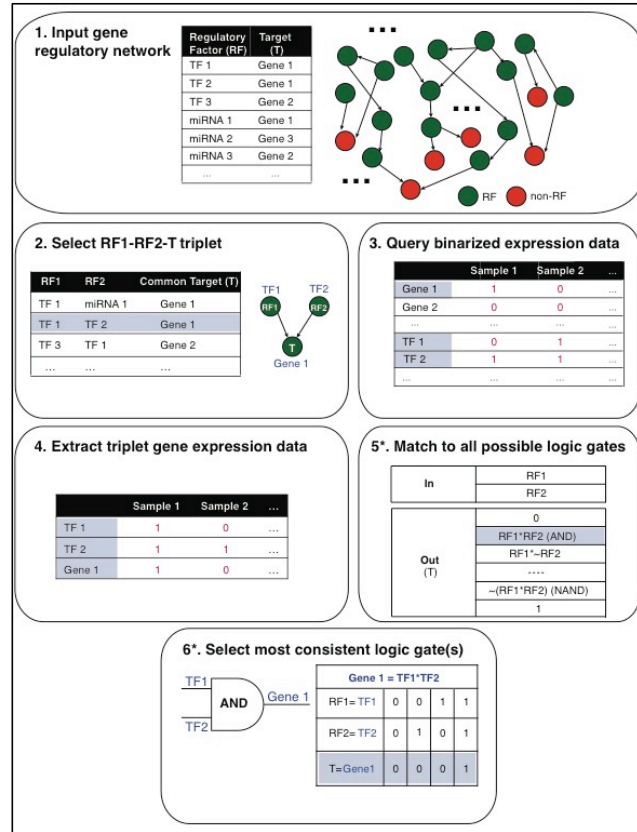 1. Input gene
regulatory network
Regulatory Factor (RF) Target (T)
TF 1 Gene 1
TF 2 Gene 1
TF 3 Gene 2
miRNA 1 Gene 1
miRNA 2 Gene 3
miRNA 3 Gene 2
... ...
RF non-RF
2. Select RF1-RF2-T triplet
RF1 RF2 Common Target (T)
TF 1 miRNA 1 Gene 1
TF 1 TF 2 Gene 1
TF 3 TF 1 Gene 2
... ... ...
TF1 TF2
RF1 RF2
T
Gene 1
3. Query binarized expression data
Sample 1 Sample 2 ...
Gene 1 1 0 ...
Gene 2 0 0 ...
... ... ... ...
TF 1 0 1 ...
TF 2 1 1 ...
... ... ... ...
4. Extract triplet gene expression data
Sample 1 Sample 2 ...
TF 1 1 0 ...
TF 2 1 1 ...
Gene 1 1 0 ...
5*. Match to all possible logic gates
In RF1
RF2
Out (T) 0
RF1*RF2 (AND)
RF1*~RF2
----
~(RF1*RF2) (NAND)
1
6*. Select most consistent logic gate(s)
TF1
AND
Gene 1
TF2
Gene 1 = TF1*TF2
RF1=TF1 0 0 1 1
RF2=TF2 0 1 0 1
T=Gene1 0 0 0 1